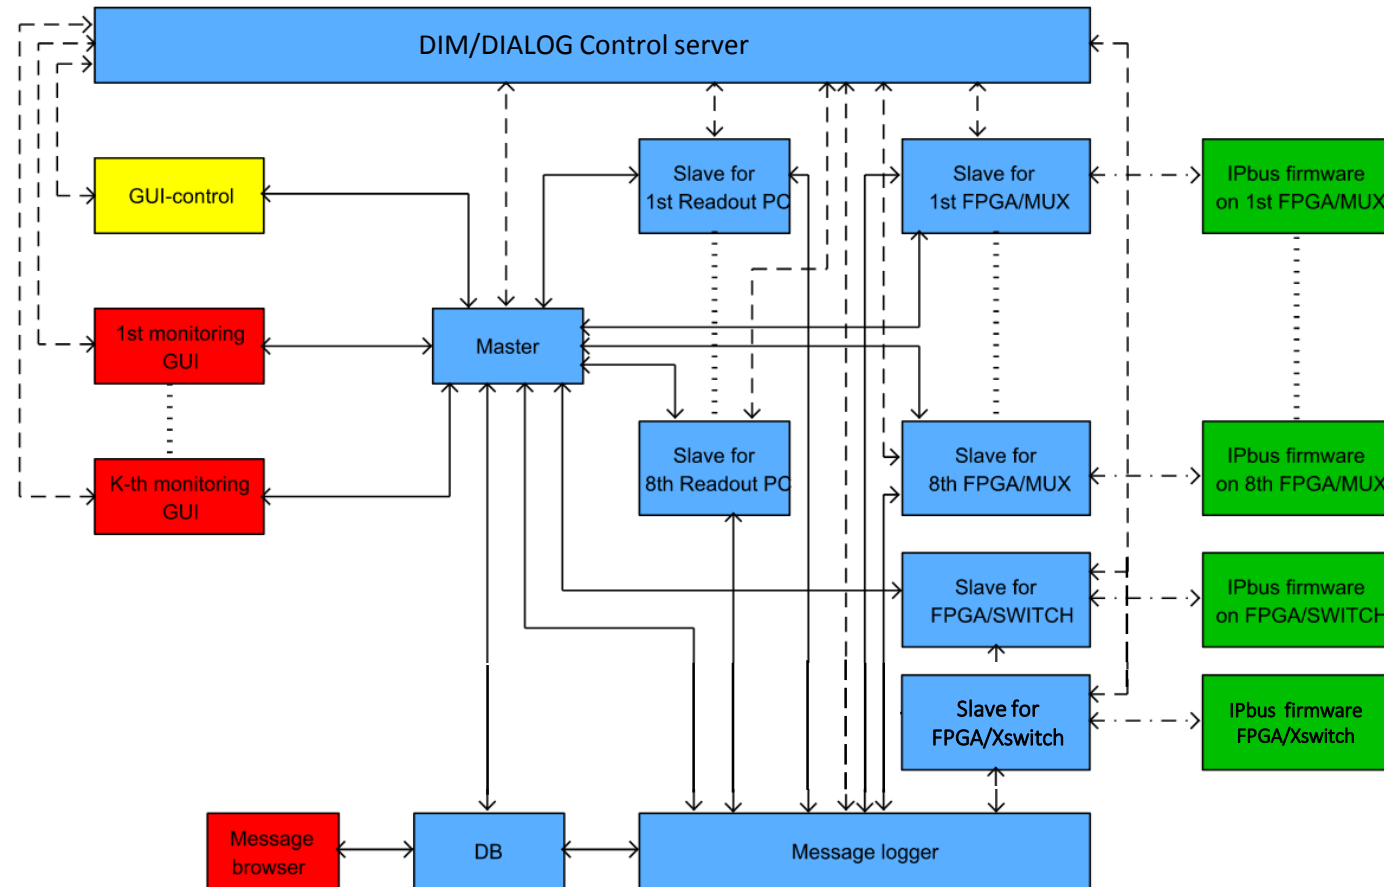 DIM/DIALOG Control server
GUI-control
Slave for
1st Readout PC
Slave for
1st FPGA/MUX
IPbus firmware
on 1st FPGA/MUX
1st monitoring
GUI
Master
K-th monitoring
GUI
Slave for
8th Readout PC
Slave for
8th FPGA/MUX
IPbus firmware
on 8th FPGA/MUX
Slave for
FPGA/SWITCH
IPbus firmware
on FPGA/SWITCH
Slave for
FPGA/Xswitch
IPbus firmware
FPGA/Xswitch
Message
browser
DB
Message logger